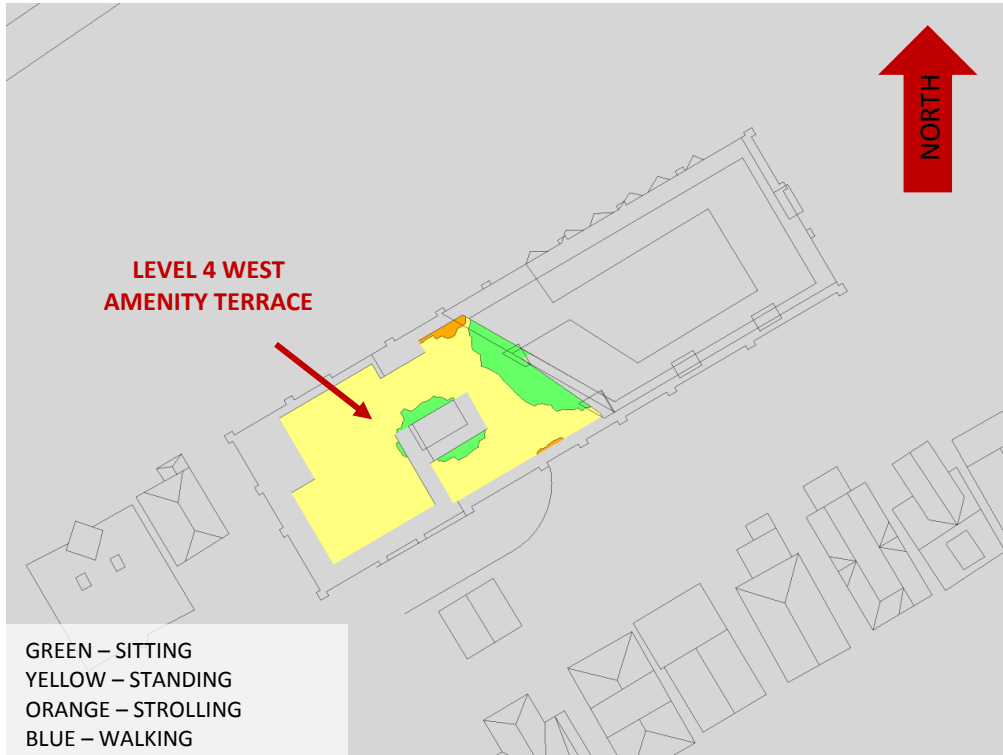 NORTH
LEVEL 4 WEST
AMENITY TERRACE
GREEN – SITTING
YELLOW – STANDING
ORANGE – STROLLING
BLUE – WALKING